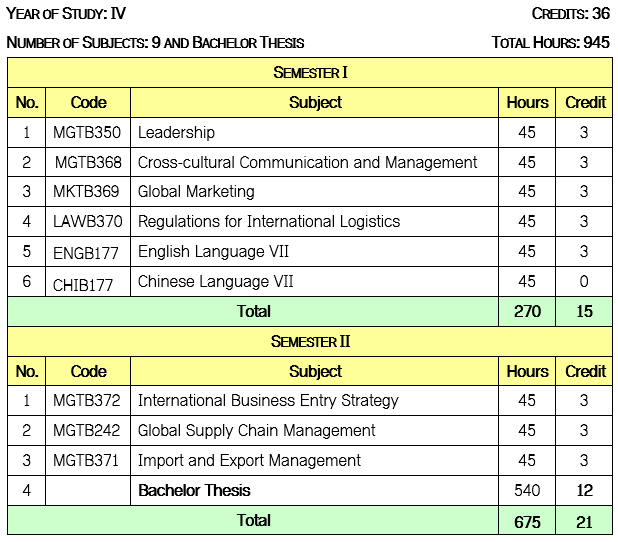 YEAR OF STUDY: IV CREDITS: 36
NUMBER OF SUBJECTS: 9 AND BACHELOR THESIS TOTAL HOURS: 945
SEMESTER I
No. Code Subject Hours Credit
1 MGTB350 Leadership 45 3
2 MGTB368 Cross-cultural Communication and Management 45 3
3 MKTB369 Global Marketing 45 3
4 LAWB370 Regulations for International Logistics 45 3
5 ENGB177 English Language VII 45 3
6 CHIB177 Chinese Language VII 45 0
Total 270 15
SEMESTER II
No. Code Subject Hours Credit
1 MGTB372 International Business Entry Strategy 45 3
2 MGTB242 Global Supply Chain Management 45 3
3 MGTB371 Import and Export Management 45 3
4 Bachelor Thesis 540 12
Total 675 21